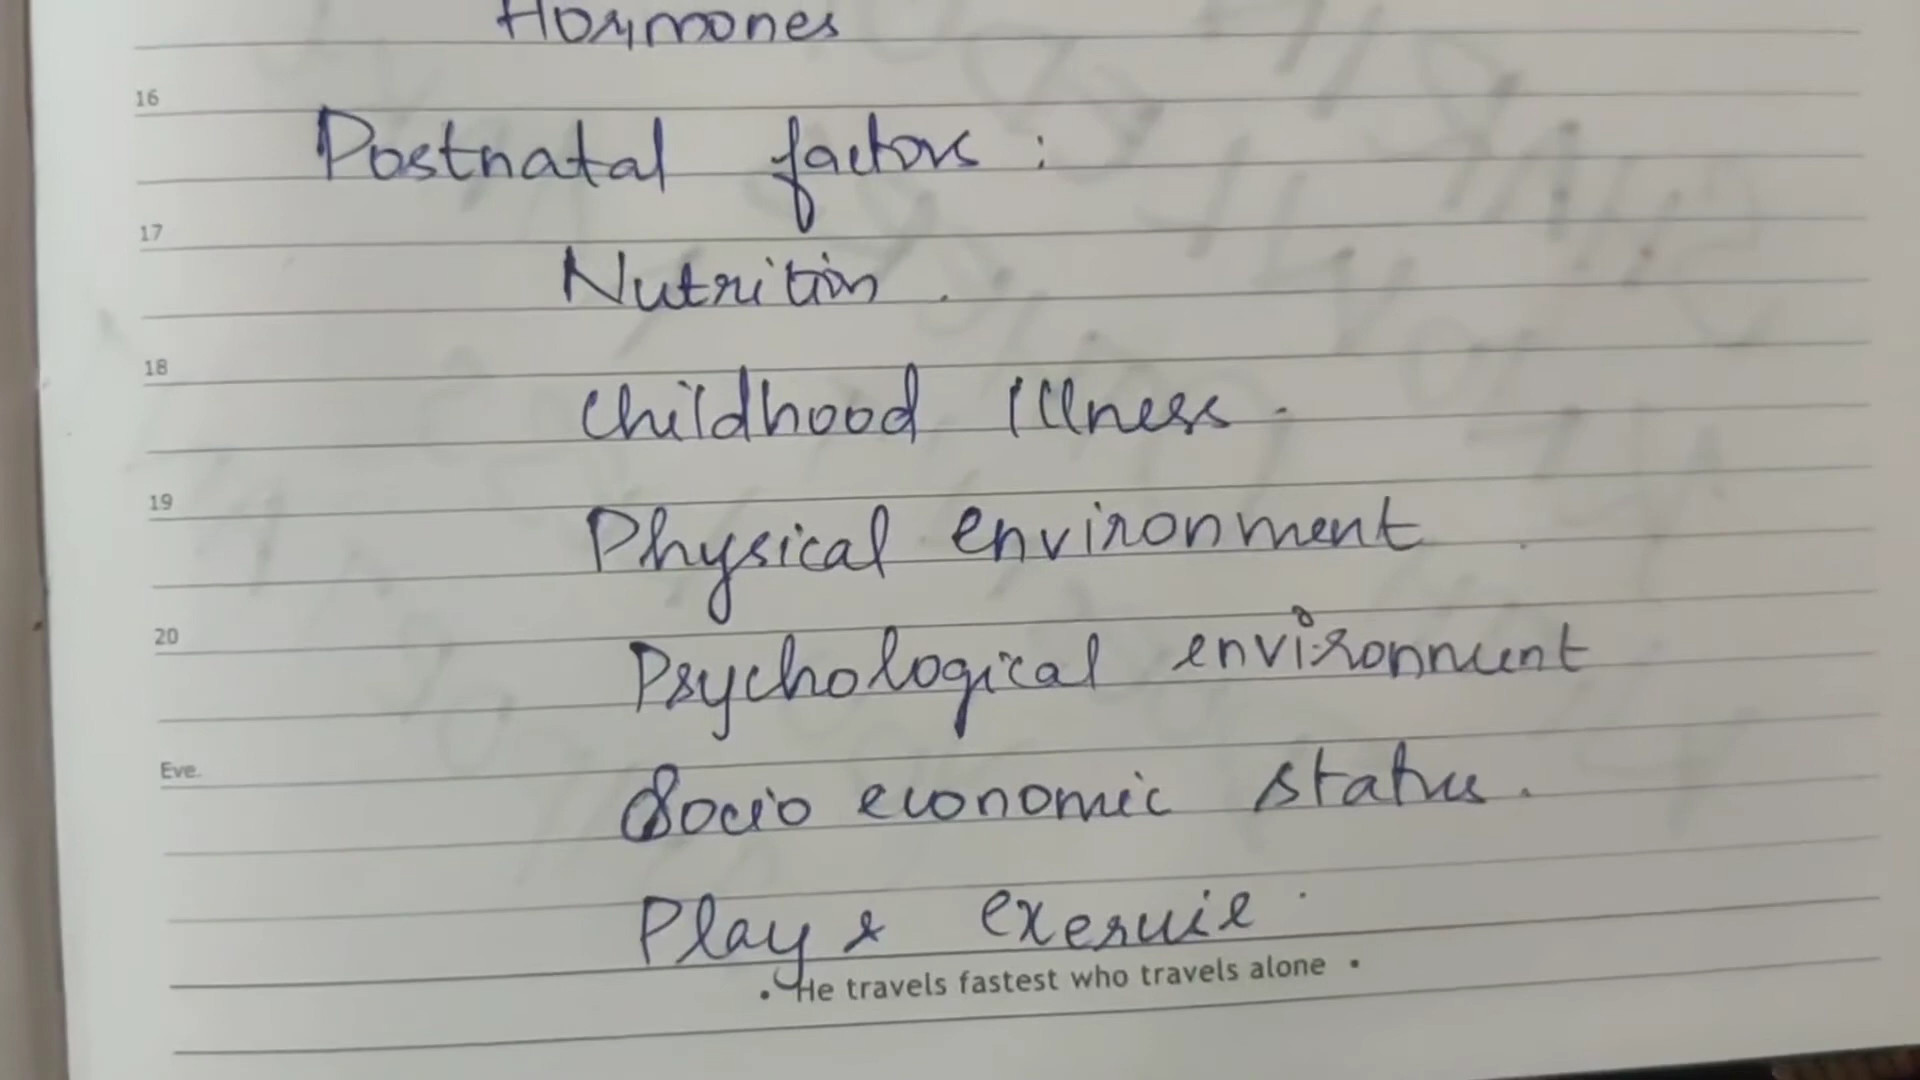 Hormones
16
Postnatal factors :
17
Nutrition .
18
Childhood Illness .
19
Physical environment .
20
Psychological environment
Eve.
Socio economic status .
Play & exercise .
• He travels fastest who travels alone •